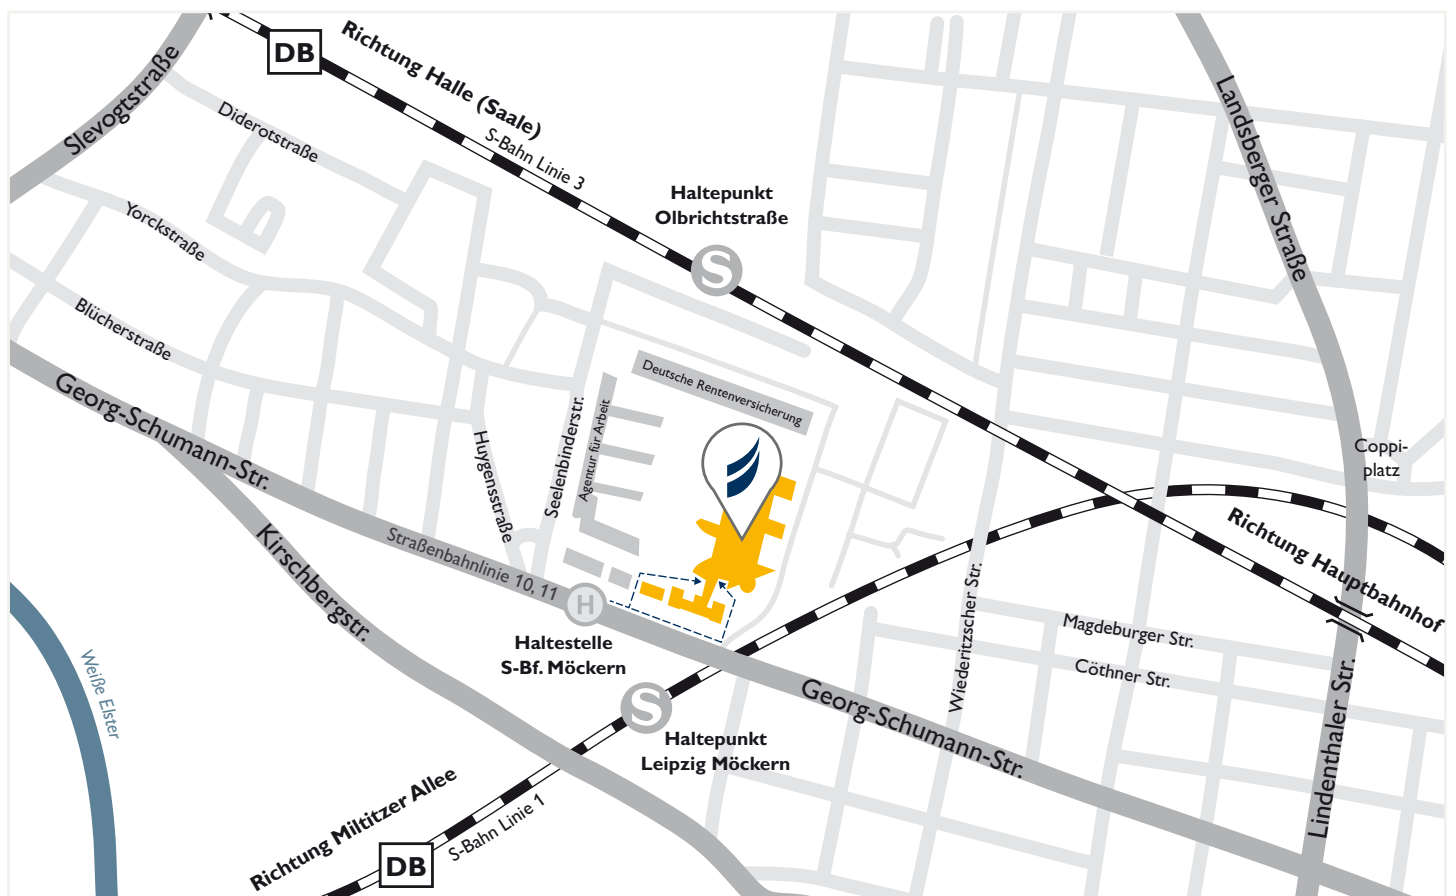 DB
Richtung Halle (Saale)
S-Bahn Linie 3
Slevogtstraße
Diderotstraße
Yorckstraße
Blücherstraße
Haltepunkt
Olbrichtstraße
S
Landsberger Straße
Georg-Schumann-Str.
Deutsche Rentenversicherung
Agentur für Arbeit
Seelenbinderstr.
Huygensstraße
Coppi-
platz
Straßenbahnlinie 10, 11
H
Haltestelle
S-Bf. Möckern
Kirschbergstr.
Richtung Hauptbahnhof
Wiederitzscher Str.
Magdeburger Str.
Cöthner Str.
Weiße Elster
S
Haltepunkt
Leipzig Möckern
Georg-Schumann-Str.
Lindenthaler Str.
Richtung Miltitzer Allee
S-Bahn Linie 1
DB